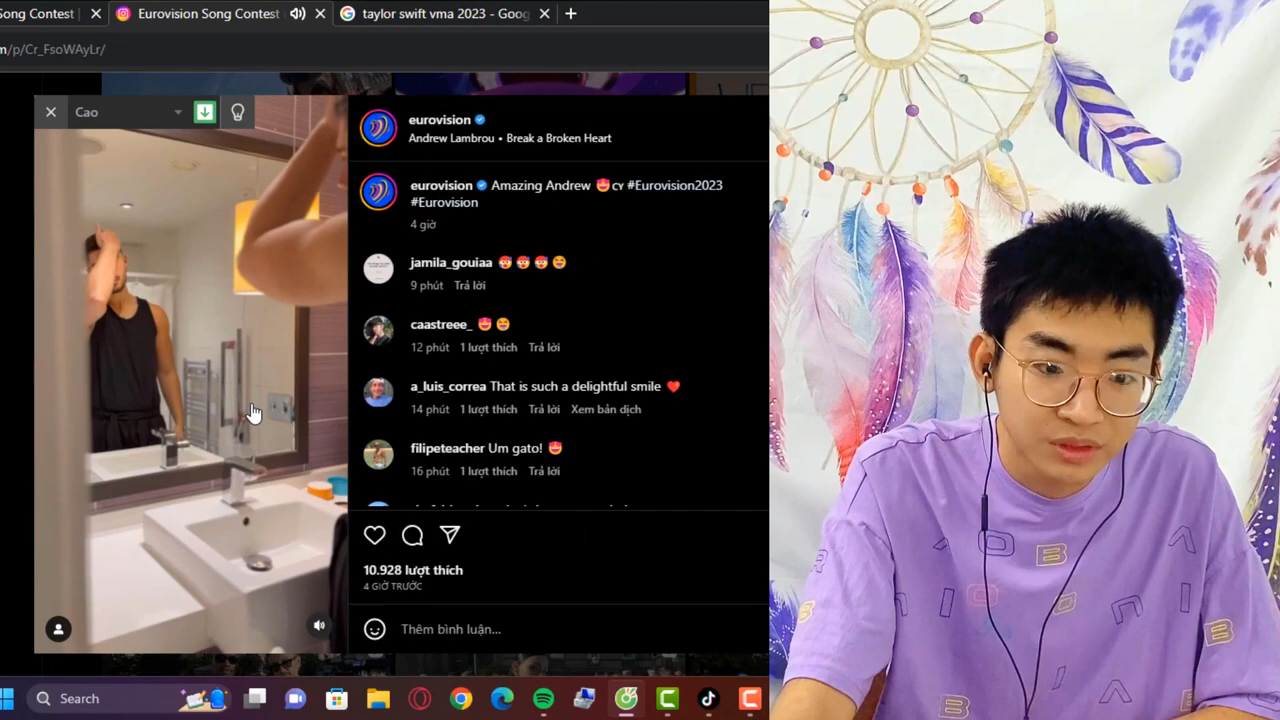 Song Contest
Eurovision Song Contest
taylor swift vma 2023 - Goog
m/p/Cr_FsoWAyLr/
Cao
eurovision
Andrew Lambrou • Break a Broken Heart
eurovision Amazing Andrew 🤩🇨🇾 #Eurovision2023
#Eurovision
4 giờ
jamila_gouiaa
9 phút Trả lời
caastreee_
12 phút 1 lượt thích Trả lời
a_luis_correa That is such a delightful smile ❤️
14 phút 1 lượt thích Trả lời Xem bản dịch
filipeteacher Um gato! 🤩
16 phút 1 lượt thích Trả lời
10.928 lượt thích
4 GIỜ TRƯỚC
Thêm bình luận...
Search